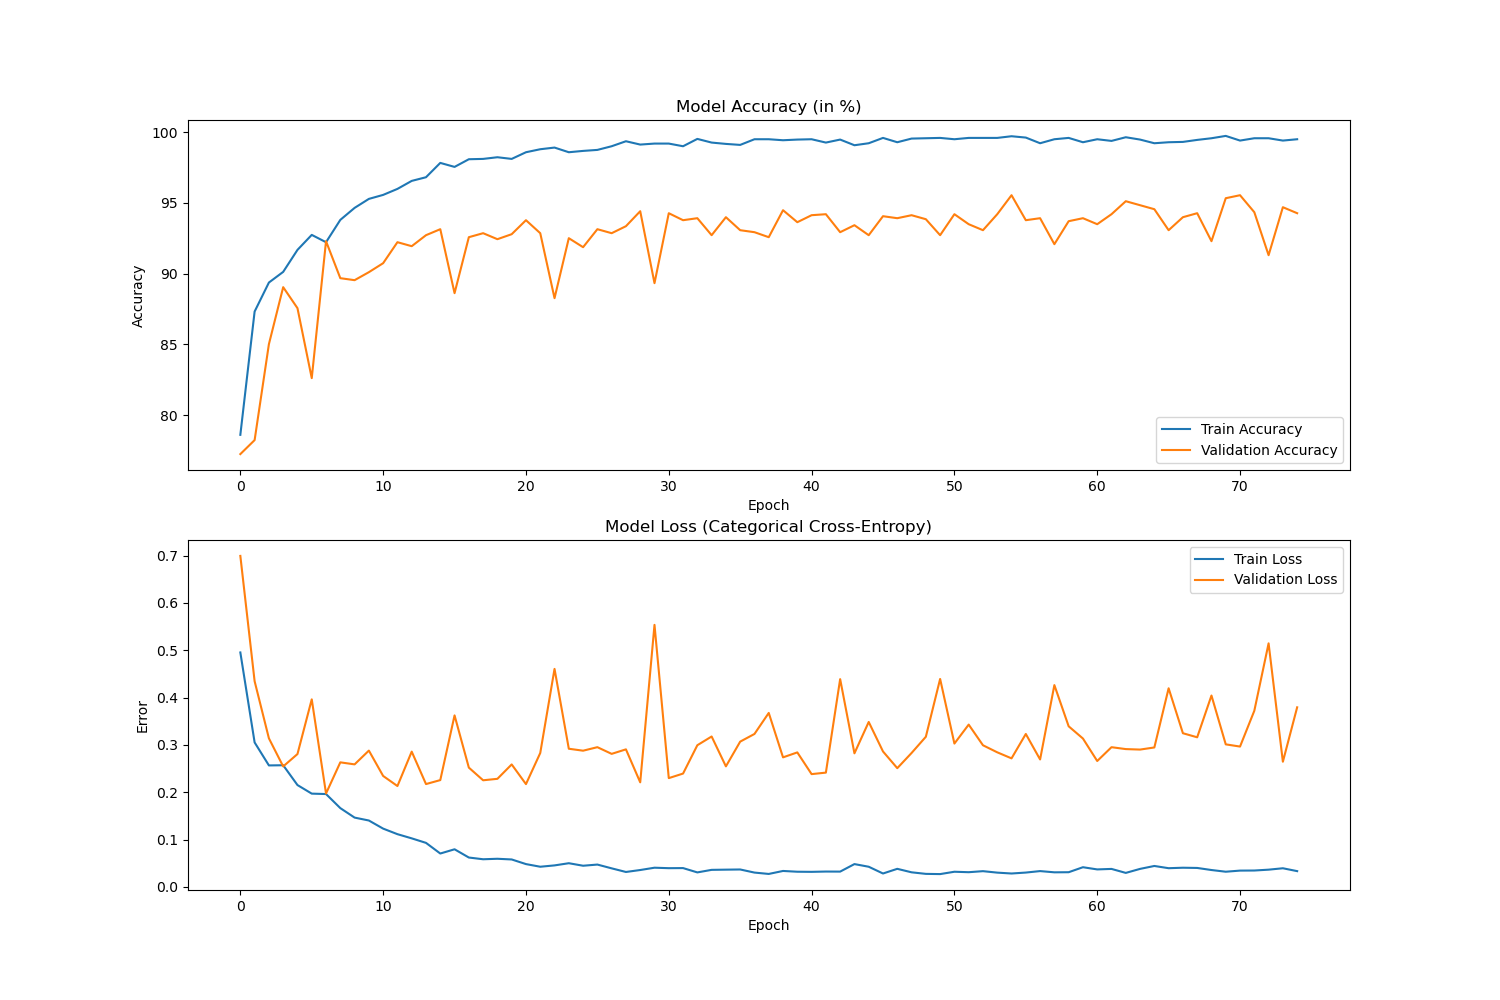 Model Accuracy (in %)
100
95
90
85
80
Accuracy
Train Accuracy
Validation Accuracy
0 10 20 30 40 50 60 70
Epoch
Model Loss (Categorical Cross-Entropy)
0.7
0.6
0.5
0.4
0.3
0.2
0.1
0.0
Error
Train Loss
Validation Loss
0 10 20 30 40 50 60 70
Epoch